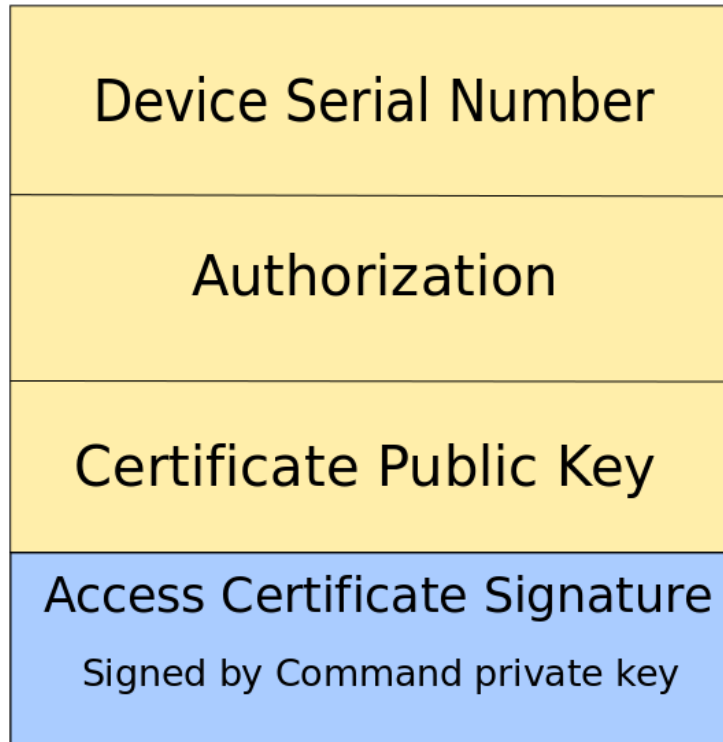 Device Serial Number
Authorization
Certificate Public Key
Access Certificate Signature
Signed by Command private key